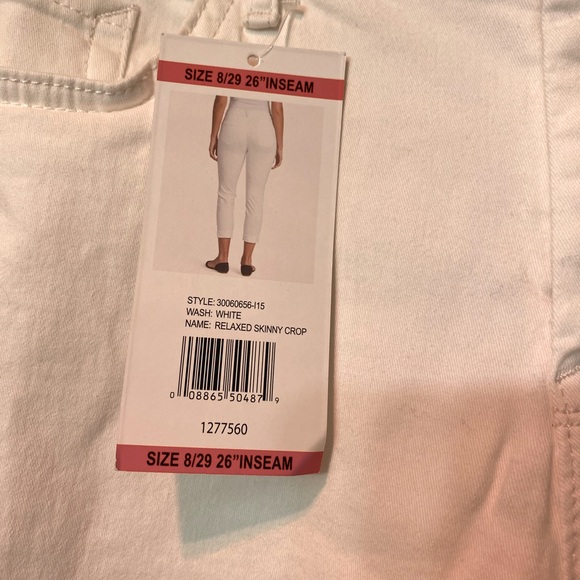 SIZE 8/29 26"INSEAM
STYLE: 30060656-I15
WASH: WHITE
NAME: RELAXED SKINNY CROP
0 08865 50487 9
1277560
SIZE 8/29 26"INSEAM